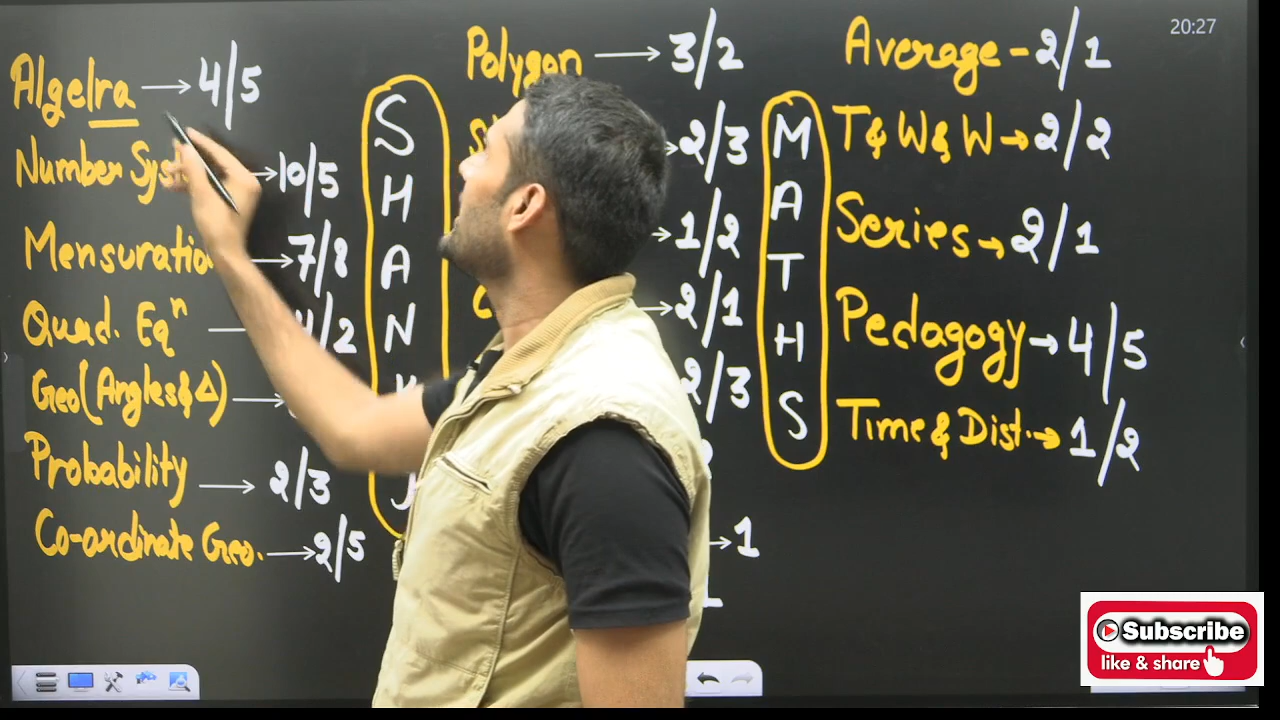 20:27
Algebra → 4/5
Number Sys → 10/5
Mensuratio → 7/8
Quad. Eqⁿ — /2
Geo(Angles & Δ) →
Probability → 2/3
Co-ordinate Geo. → 2/5
S
H
A
N
Polygon → 3/2
→ 2/3
→ 1/2
→ 2/1
2/3
→ 1
M
A
T
H
S
Average - 2/1
T & W & W → 2/2
Series → 2/1
Pedagogy → 4/5
Time & Dist. → 1/2
Subscribe
like & share